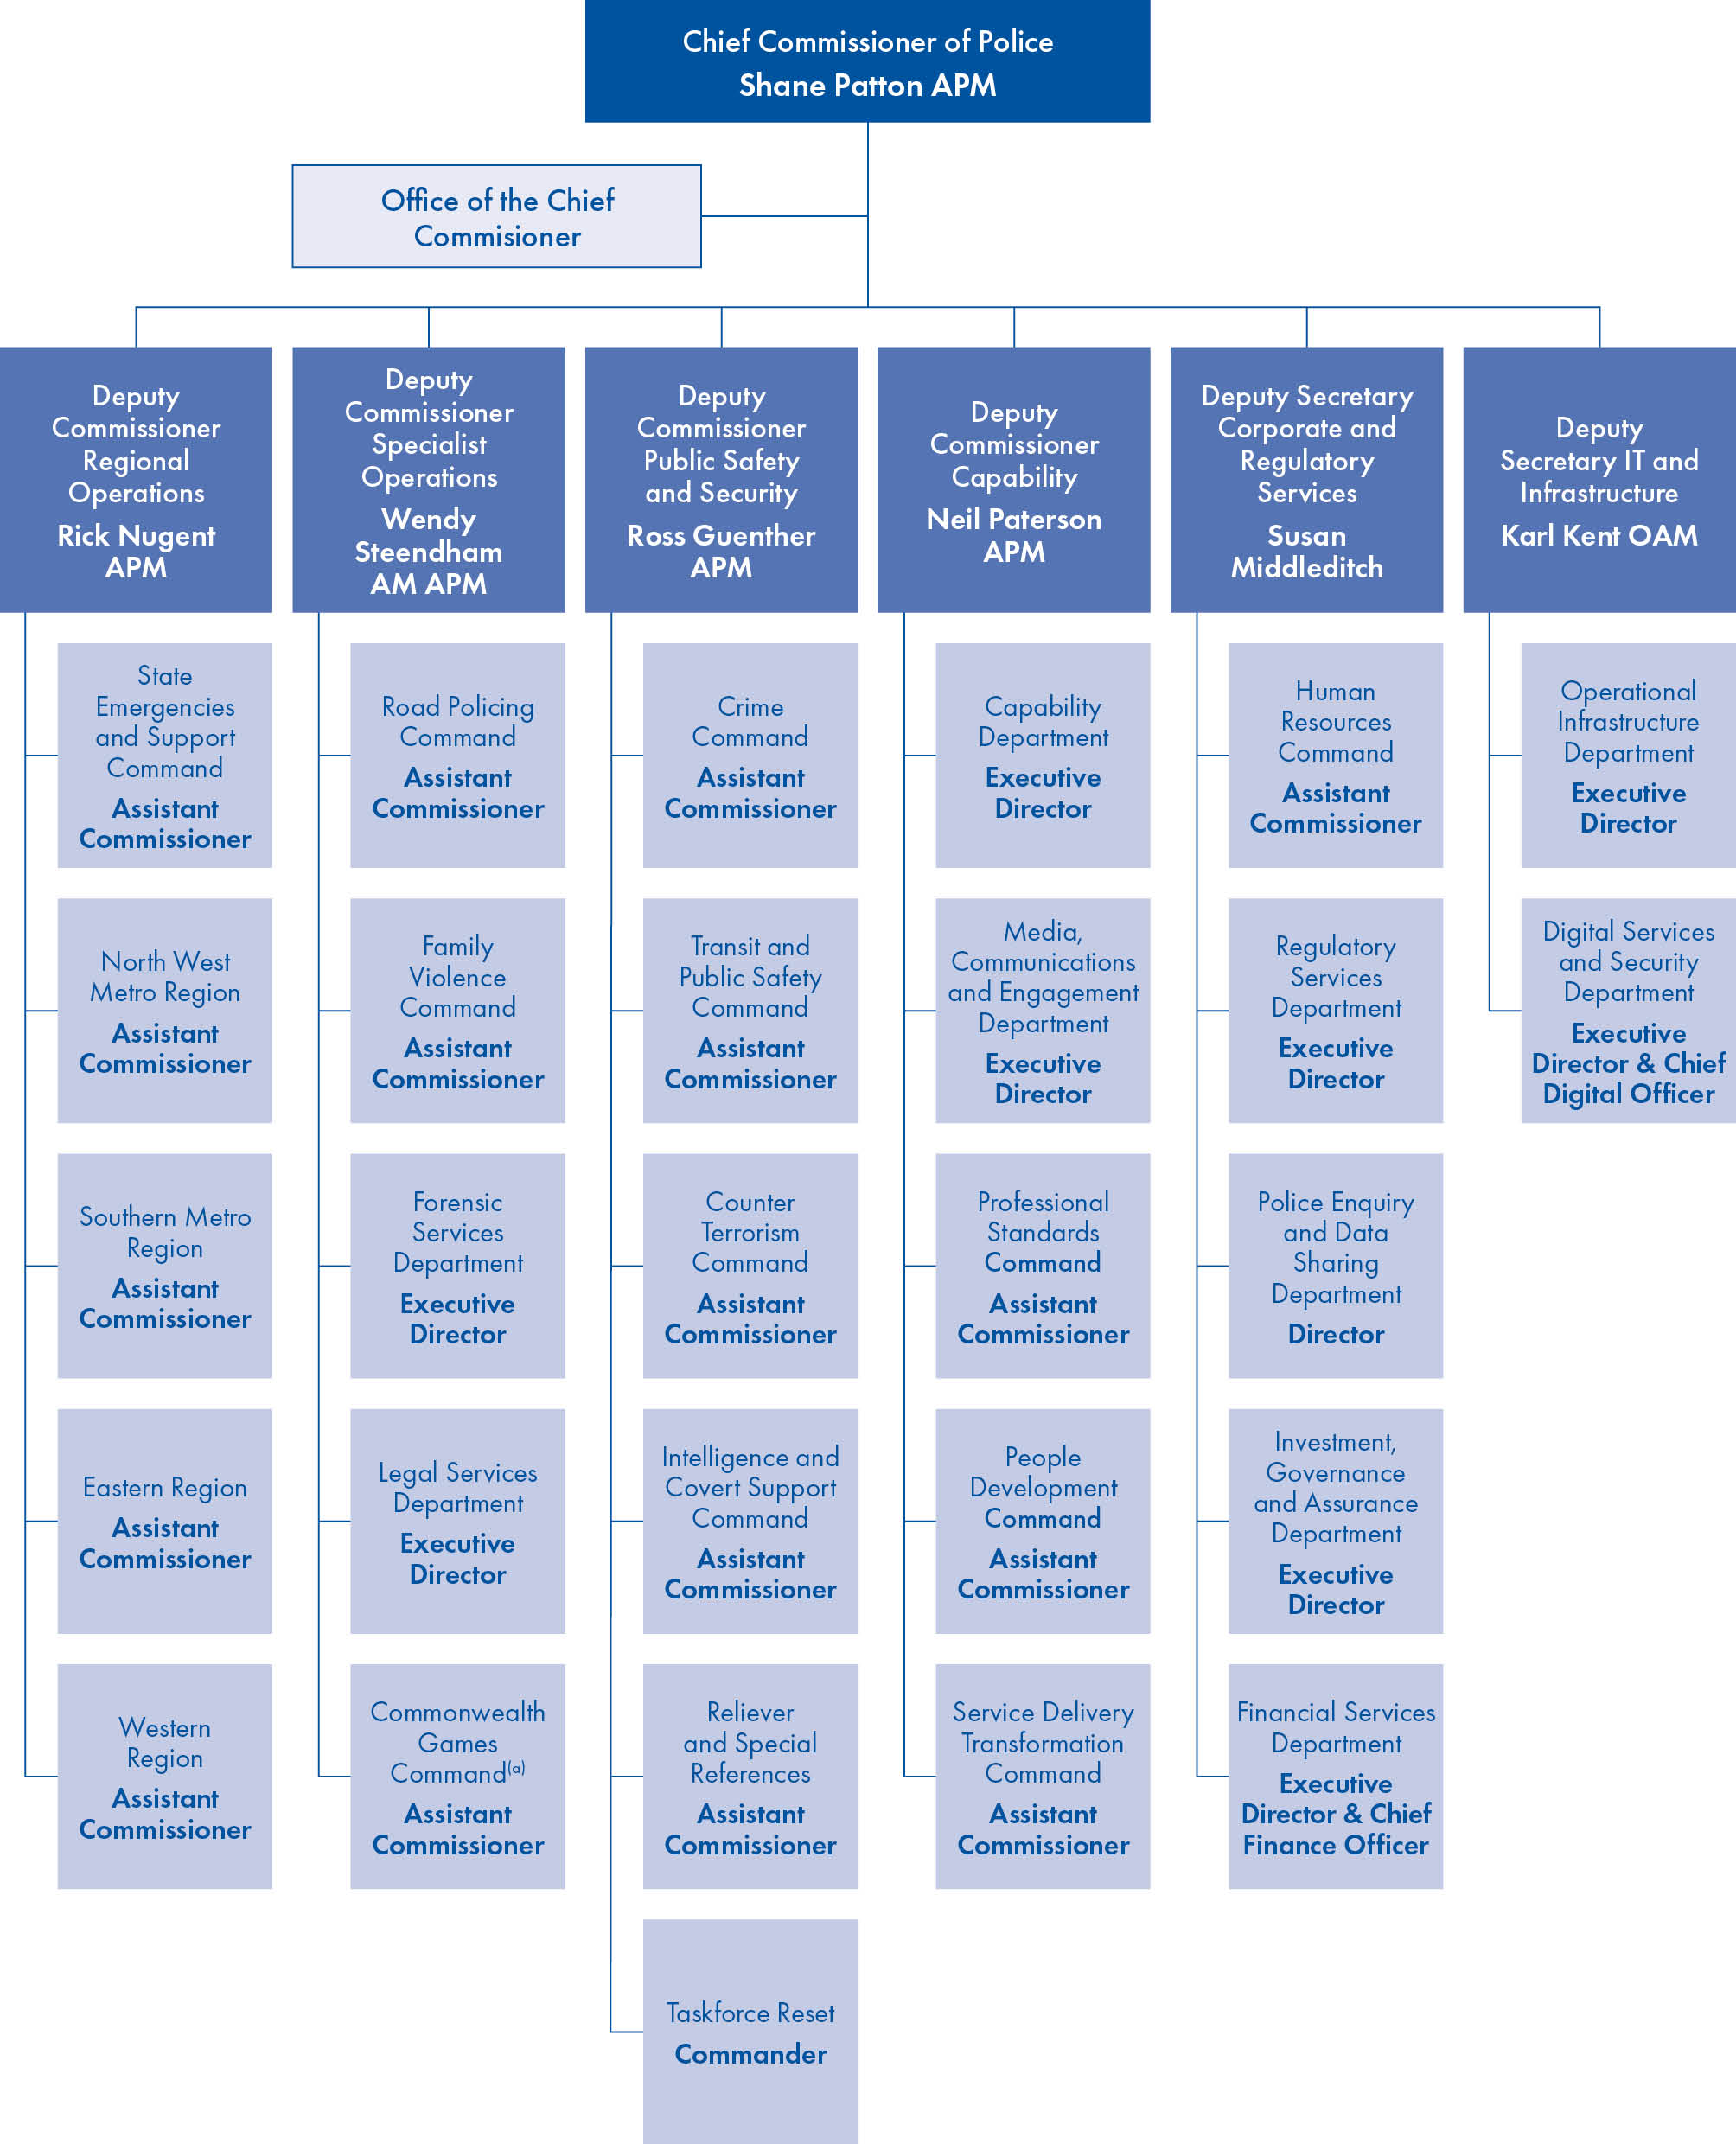 Chief Commissioner of Police
Shane Patton APM
Office of the Chief
Commisioner
Deputy
Commissioner
Regional
Operations
Rick Nugent
APM
State
Emergencies
and Support
Command
Assistant
Commissioner
North West
Metro Region
Assistant
Commissioner
Southern Metro
Region
Assistant
Commissioner
Eastern Region
Assistant
Commissioner
Western
Region
Assistant
Commissioner
Deputy
Commissioner
Specialist
Operations
Wendy
Steendham
AM APM
Road Policing
Command
Assistant
Commissioner
Family
Violence
Command
Assistant
Commissioner
Forensic
Services
Department
Executive
Director
Legal Services
Department
Executive
Director
Commonwealth
Games
Command(a)
Assistant
Commissioner
Deputy
Commissioner
Public Safety
and Security
Ross Guenther
APM
Crime
Command
Assistant
Commissioner
Transit and
Public Safety
Command
Assistant
Commissioner
Counter
Terrorism
Command
Assistant
Commissioner
Intelligence and
Covert Support
Command
Assistant
Commissioner
Reliever
and Special
References
Assistant
Commissioner
Taskforce Reset
Commander
Deputy
Commissioner
Capability
Neil Paterson
APM
Capability
Department
Executive
Director
Media,
Communications
and Engagement
Department
Executive
Director
Professional
Standards
Command
Assistant
Commissioner
People
Development
Command
Assistant
Commissioner
Service Delivery
Transformation
Command
Assistant
Commissioner
Deputy Secretary
Corporate and
Regulatory
Services
Susan
Middleditch
Human
Resources
Command
Assistant
Commissioner
Regulatory
Services
Department
Executive
Director
Police Enquiry
and Data
Sharing
Department
Director
Investment,
Governance
and Assurance
Department
Executive
Director
Financial Services
Department
Executive
Director & Chief
Finance Officer
Deputy
Secretary IT and
Infrastructure
Karl Kent OAM
Operational
Infrastructure
Department
Executive
Director
Digital Services
and Security
Department
Executive
Director & Chief
Digital Officer